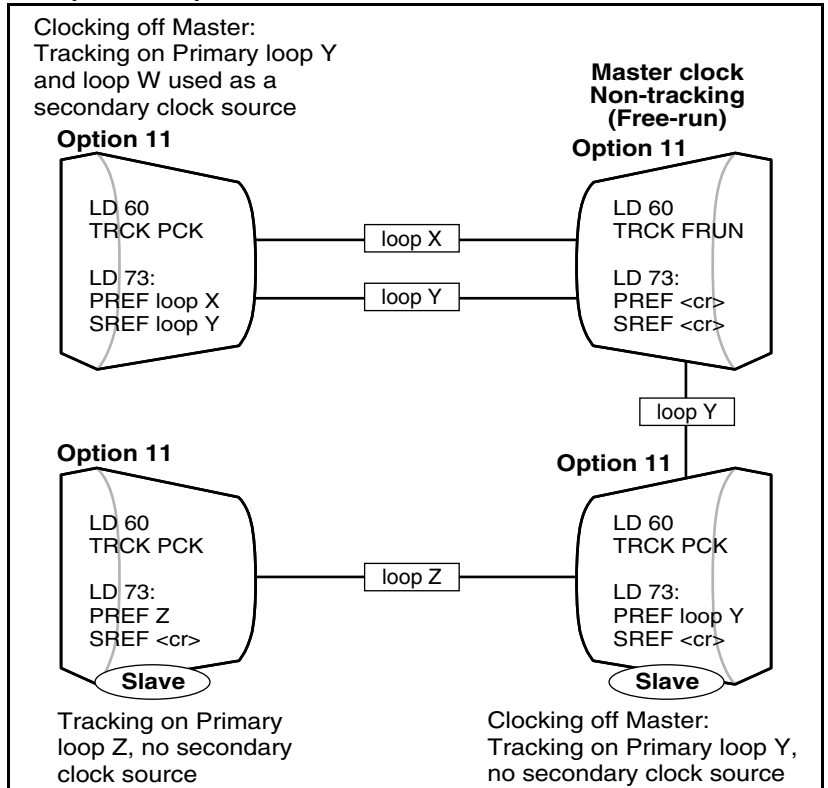 Clocking off Master:
Tracking on Primary loop Y
and loop W used as a
secondary clock source
Option 11
LD 60
TRCK PCK
LD 73:
PREF loop X
SREF loop Y
loop X
loop Y
Master clock
Non-tracking
(Free-run)
Option 11
LD 60
TRCK FRUN
LD 73:
PREF <cr>
SREF <cr>
loop Y
Option 11
LD 60
TRCK PCK
LD 73:
PREF Z
SREF <cr>
Slave
Tracking on Primary
loop Z, no secondary
clock source
loop Z
Option 11
LD 60
TRCK PCK
LD 73:
PREF loop Y
SREF <cr>
Slave
Clocking off Master:
Tracking on Primary loop Y,
no secondary clock source